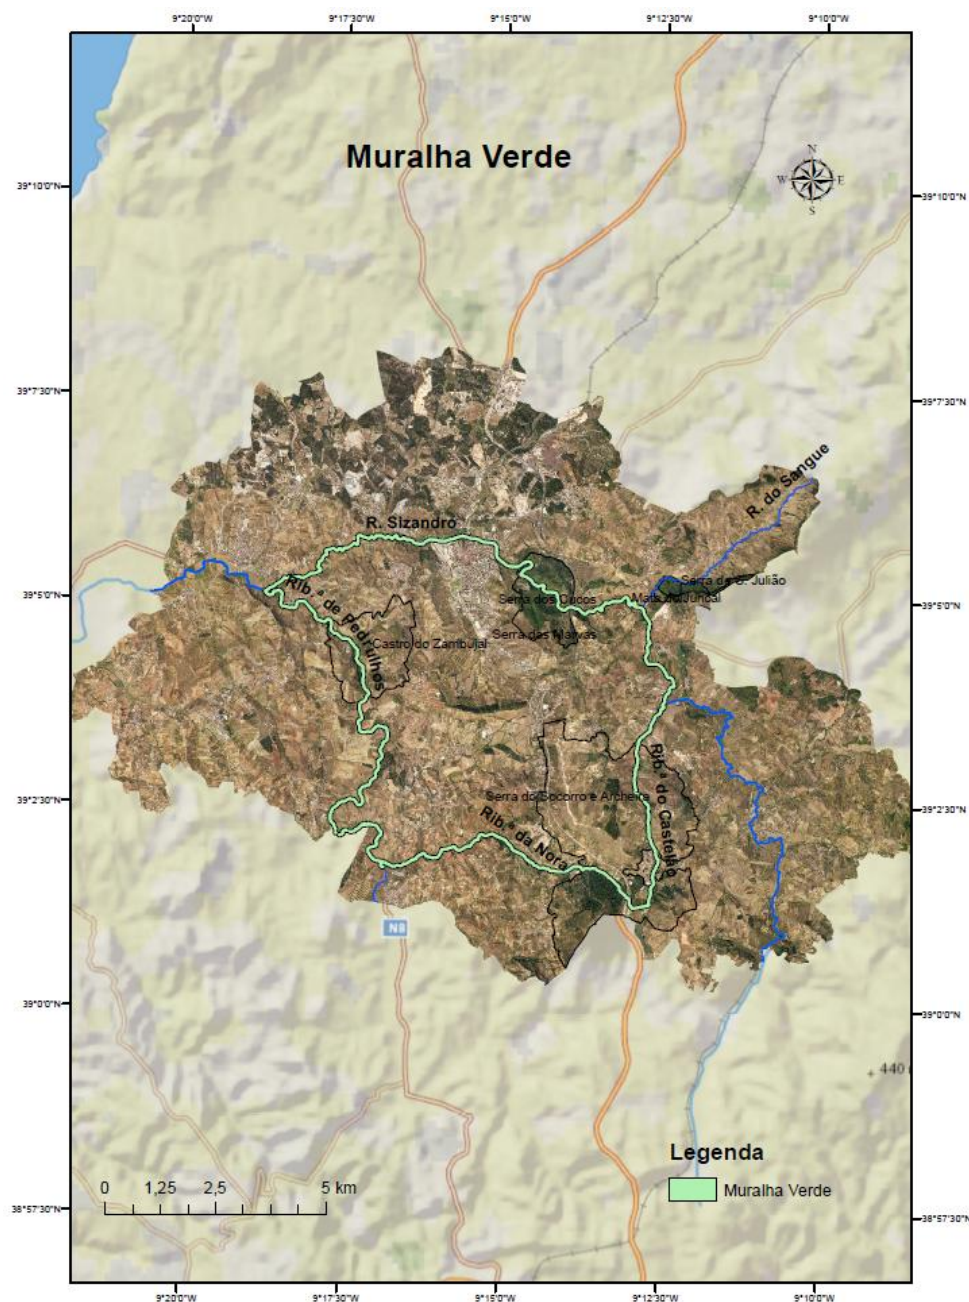 9°20'0"W 9°17'30"W 9°15'0"W 9°12'30"W 9°10'0"W
Muralha Verde
N
W E
S
39°10'0"N 39°10'0"N
39°7'30"N 39°7'30"N
R. do Sangue
R. Sizandro
Serra de S. Julião
Rib.ª de Pedrulhos
Serra dos Cucos
Mata do Juncal
39°5'0"N 39°5'0"N
Serra das Marvas
Castro do Zambujal
Rib.ª do Castelão
Serra do Socorro e Archeira
39°2'30"N 39°2'30"N
Rib.ª da Nora
N8
39°0'0"N 39°0'0"N
440
Legenda
Muralha Verde
0 1,25 2,5 5 km
38°57'30"N 38°57'30"N
9°20'0"W 9°17'30"W 9°15'0"W 9°12'30"W 9°10'0"W